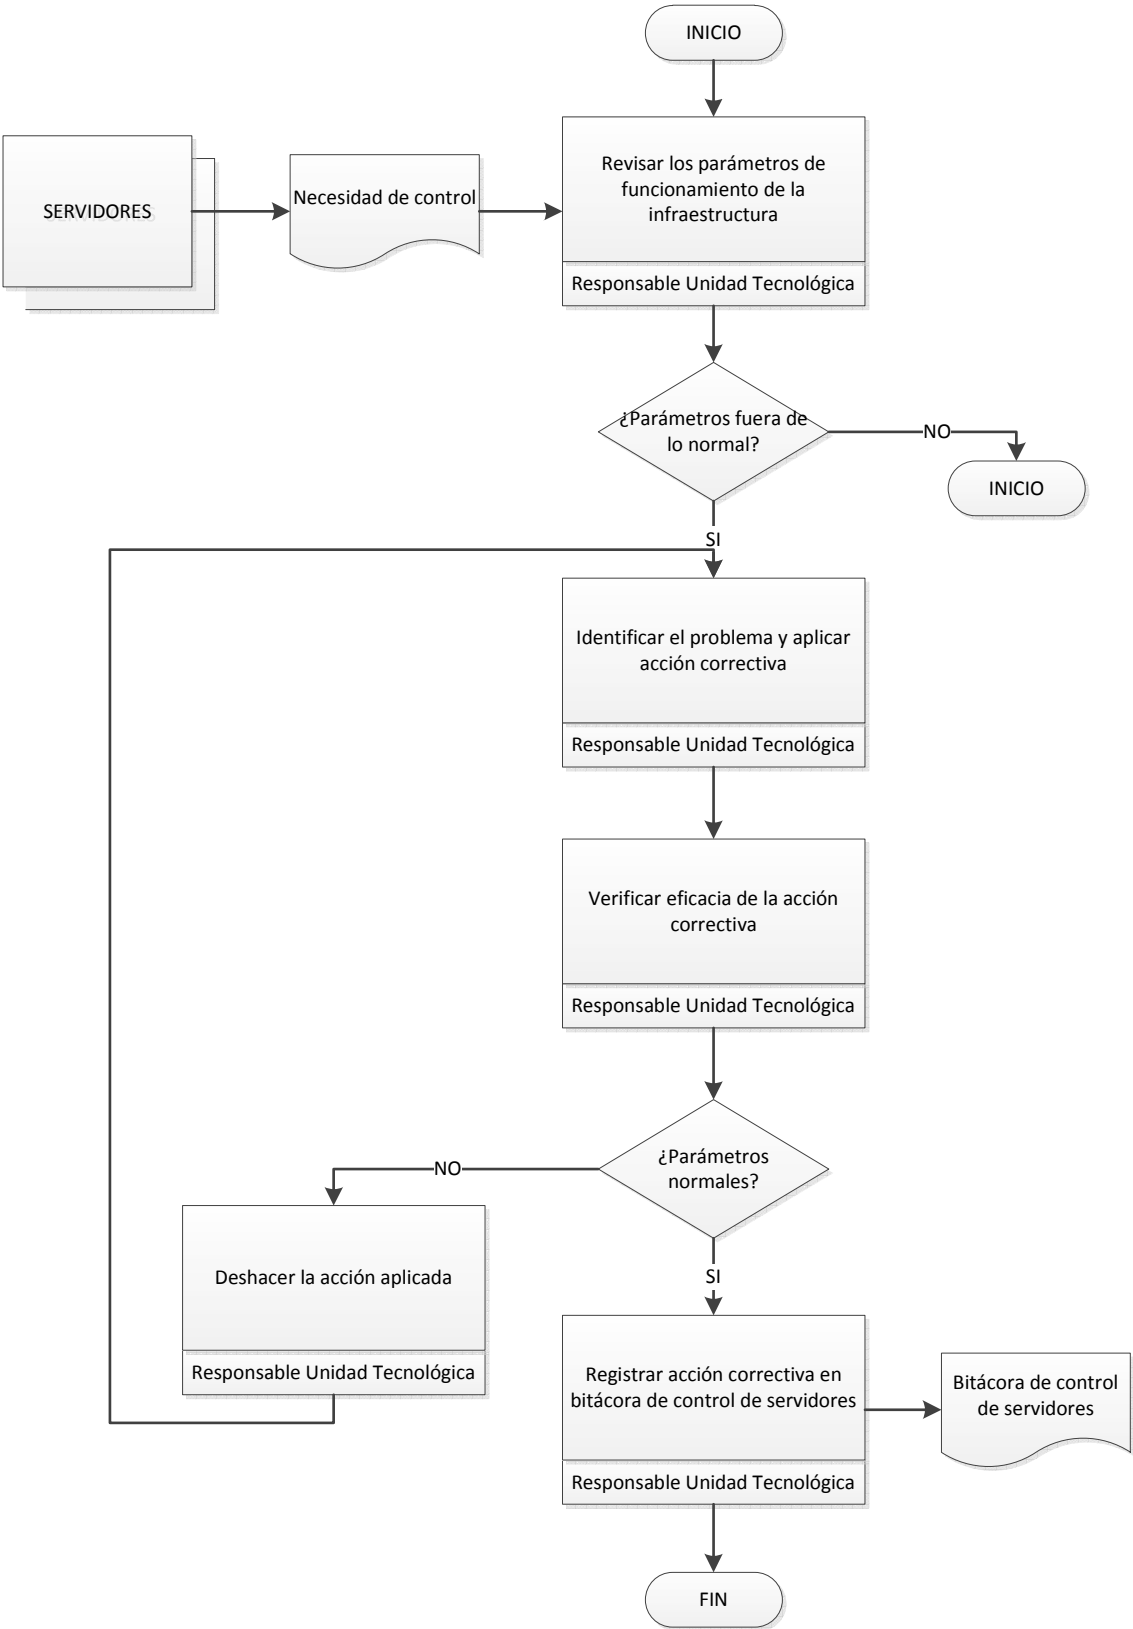 INICIO
SERVIDORES
Necesidad de control
Revisar los parámetros de
funcionamiento de la
infraestructura
Responsable Unidad Tecnológica
¿Parámetros fuera de
lo normal?
NO
INICIO
SI
Identificar el problema y aplicar
acción correctiva
Responsable Unidad Tecnológica
Verificar eficacia de la acción
correctiva
Responsable Unidad Tecnológica
¿Parámetros
normales?
NO
Deshacer la acción aplicada
Responsable Unidad Tecnológica
SI
Registrar acción correctiva en
bitácora de control de servidores
Responsable Unidad Tecnológica
Bitácora de control
de servidores
FIN